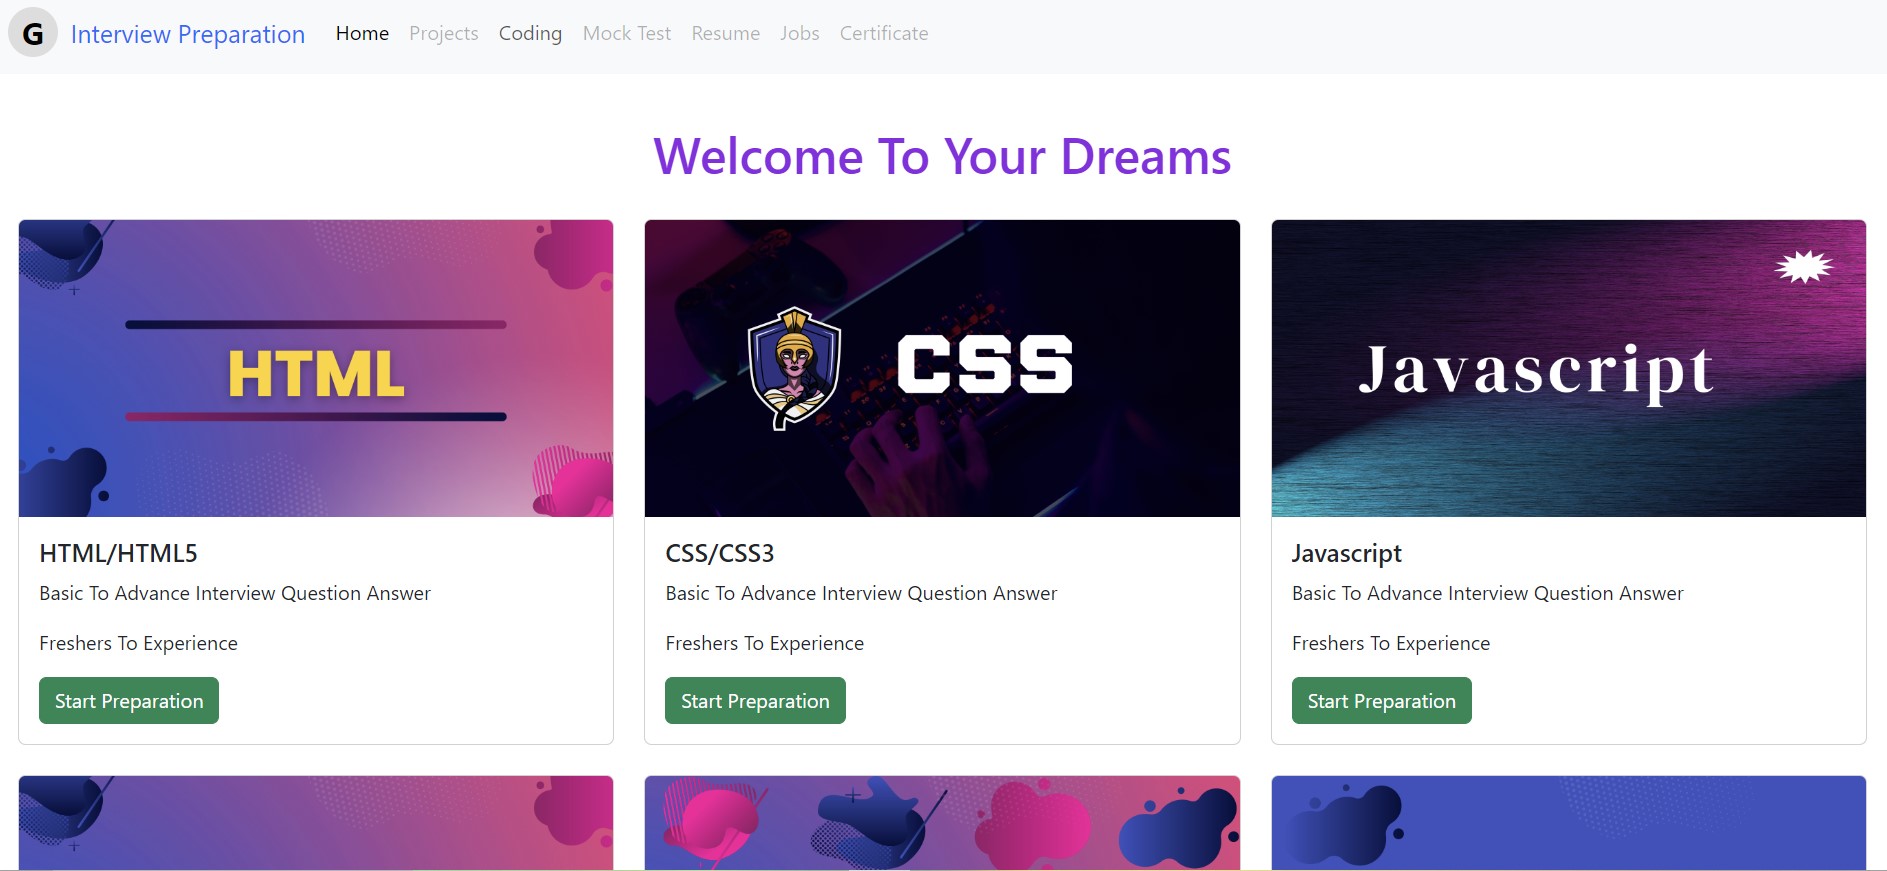 G Interview Preparation Home Projects Coding Mock Test Resume Jobs Certificate
Welcome To Your Dreams
HTML
CSS
Javascript
HTML/HTML5
Basic To Advance Interview Question Answer
Freshers To Experience
Start Preparation
CSS/CSS3
Basic To Advance Interview Question Answer
Freshers To Experience
Start Preparation
Javascript
Basic To Advance Interview Question Answer
Freshers To Experience
Start Preparation